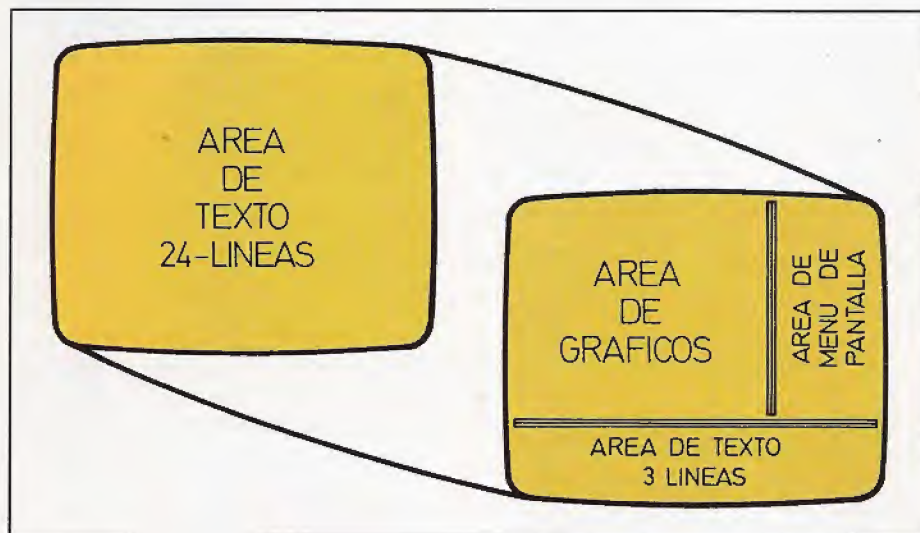 AREA
DE
TEXTO
24-LINEAS
AREA
DE
GRAFICOS
AREA DE
MENU DE
PANTALLA
AREA DE TEXTO
3 LINEAS